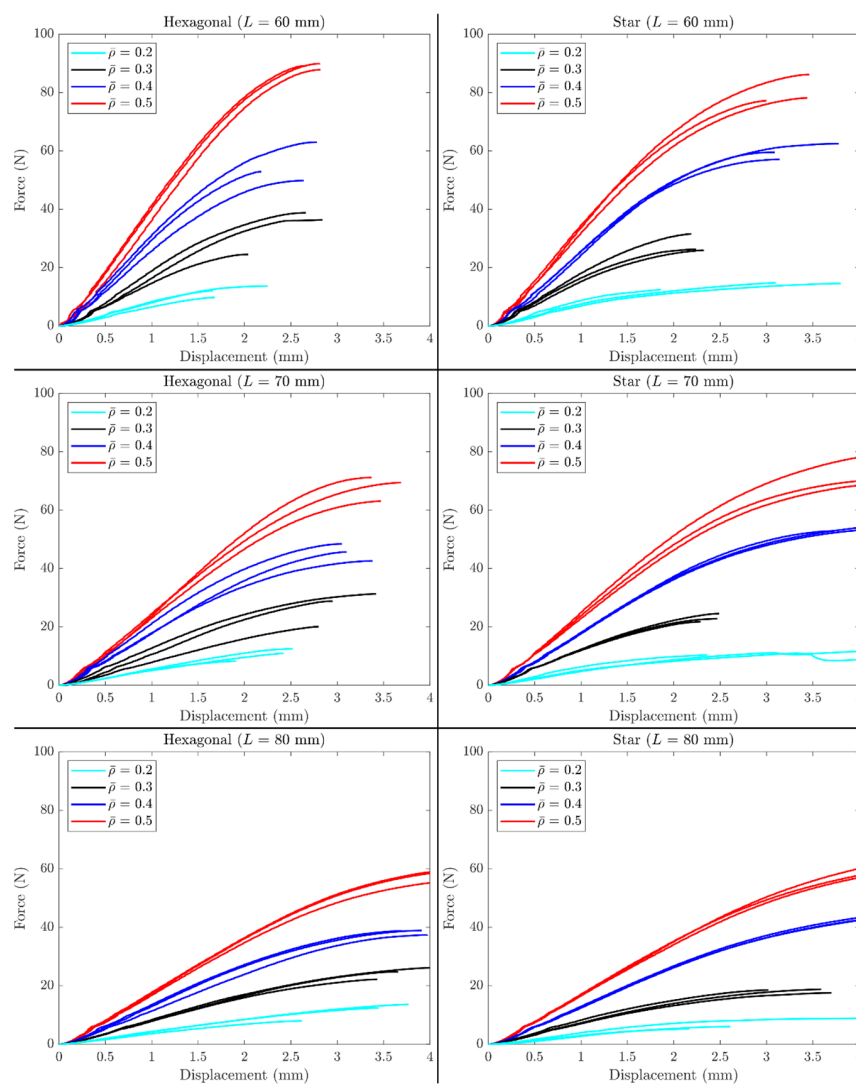 Hexagonal (L = 60 mm)
100
80
60
40
20
0
Force (N)
ρ̄ = 0.2
ρ̄ = 0.3
ρ̄ = 0.4
ρ̄ = 0.5
0 0.5 1 1.5 2 2.5 3 3.5 4
Displacement (mm)
Star (L = 60 mm)
100
80
60
40
20
0
Force (N)
ρ̄ = 0.2
ρ̄ = 0.3
ρ̄ = 0.4
ρ̄ = 0.5
0 0.5 1 1.5 2 2.5 3 3.5
Displacement (mm)
Hexagonal (L = 70 mm)
100
80
60
40
20
0
Force (N)
ρ̄ = 0.2
ρ̄ = 0.3
ρ̄ = 0.4
ρ̄ = 0.5
0 0.5 1 1.5 2 2.5 3 3.5 4
Displacement (mm)
Star (L = 70 mm)
100
80
60
40
20
0
Force (N)
ρ̄ = 0.2
ρ̄ = 0.3
ρ̄ = 0.4
ρ̄ = 0.5
0 0.5 1 1.5 2 2.5 3 3.5
Displacement (mm)
Hexagonal (L = 80 mm)
100
80
60
40
20
0
Force (N)
ρ̄ = 0.2
ρ̄ = 0.3
ρ̄ = 0.4
ρ̄ = 0.5
0 0.5 1 1.5 2 2.5 3 3.5 4
Displacement (mm)
Star (L = 80 mm)
100
80
60
40
20
0
Force (N)
ρ̄ = 0.2
ρ̄ = 0.3
ρ̄ = 0.4
ρ̄ = 0.5
0 0.5 1 1.5 2 2.5 3 3.5
Displacement (mm)